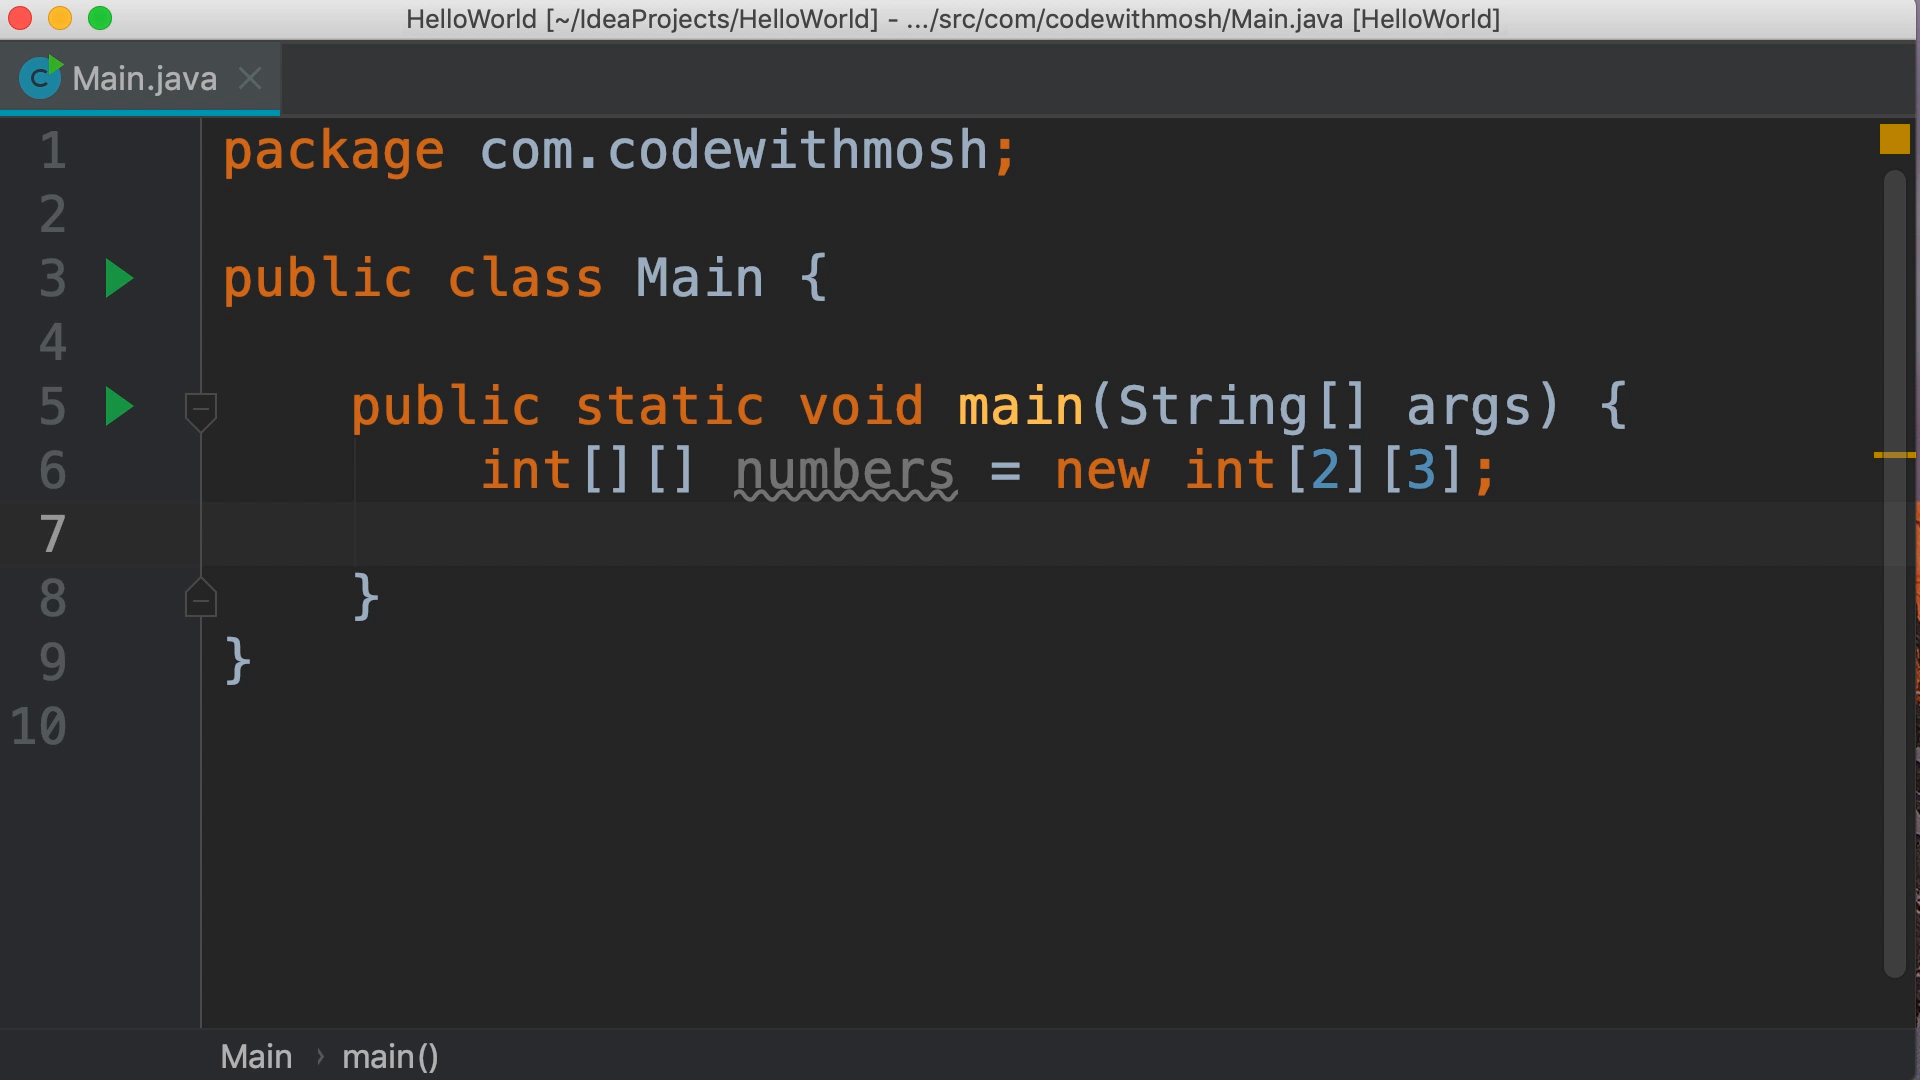 HelloWorld [~/IdeaProjects/HelloWorld] - .../src/com/codewithmosh/Main.java [HelloWorld]
C Main.java
1 package com.codewithmosh;
2
3 public class Main {
4
5 public static void main(String[] args) {
6 int[][] numbers = new int[2][3];
7
8 }
9 }
10
Main › main()